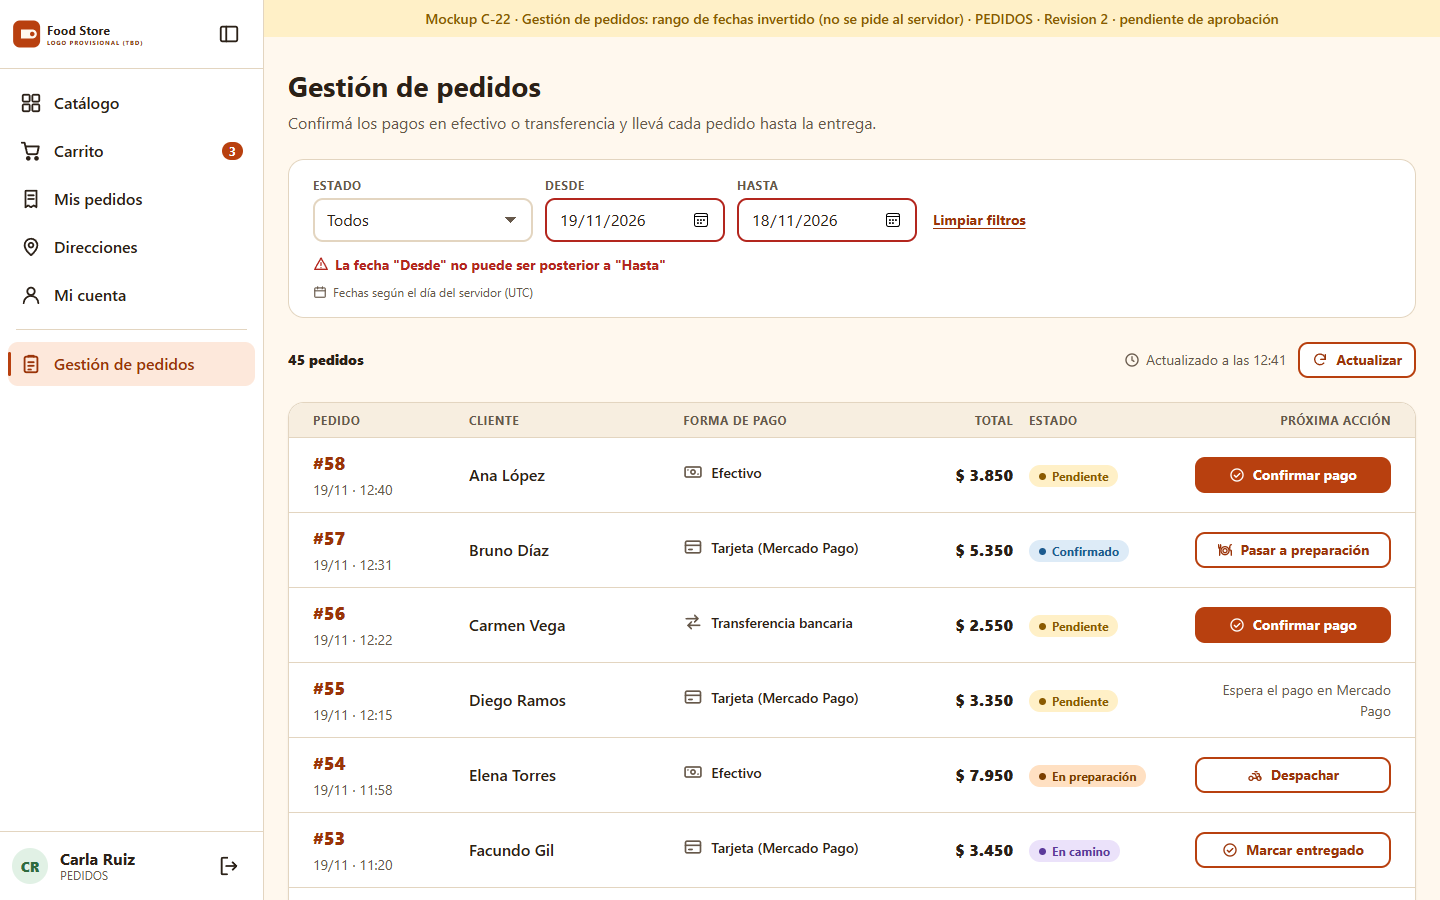 Food Store
LOGO PROVISIONAL (TBD)
Catálogo
Carrito
3
Mis pedidos
Direcciones
Mi cuenta
Gestión de pedidos
CR
Carla Ruiz
PEDIDOS
Mockup C-22 · Gestión de pedidos: rango de fechas invertido (no se pide al servidor) · PEDIDOS · Revision 2 · pendiente de aprobación
Gestión de pedidos
Confirmá los pagos en efectivo o transferencia y llevá cada pedido hasta la entrega.
ESTADO DESDE HASTA
Todos 19/11/2026 18/11/2026 Limpiar filtros
La fecha "Desde" no puede ser posterior a "Hasta"
Fechas según el día del servidor (UTC)
45 pedidos Actualizado a las 12:41 Actualizar
PEDIDO CLIENTE FORMA DE PAGO TOTAL ESTADO PRÓXIMA ACCIÓN
#58
19/11 · 12:40
Ana López Efectivo $ 3.850 Pendiente Confirmar pago
#57
19/11 · 12:31
Bruno Díaz Tarjeta (Mercado Pago) $ 5.350 Confirmado Pasar a preparación
#56
19/11 · 12:22
Carmen Vega Transferencia bancaria $ 2.550 Pendiente Confirmar pago
#55
19/11 · 12:15
Diego Ramos Tarjeta (Mercado Pago) $ 3.350 Pendiente Espera el pago en Mercado
Pago
#54
19/11 · 11:58
Elena Torres Efectivo $ 7.950 En preparación Despachar
#53
19/11 · 11:20
Facundo Gil Tarjeta (Mercado Pago) $ 3.450 En camino Marcar entregado